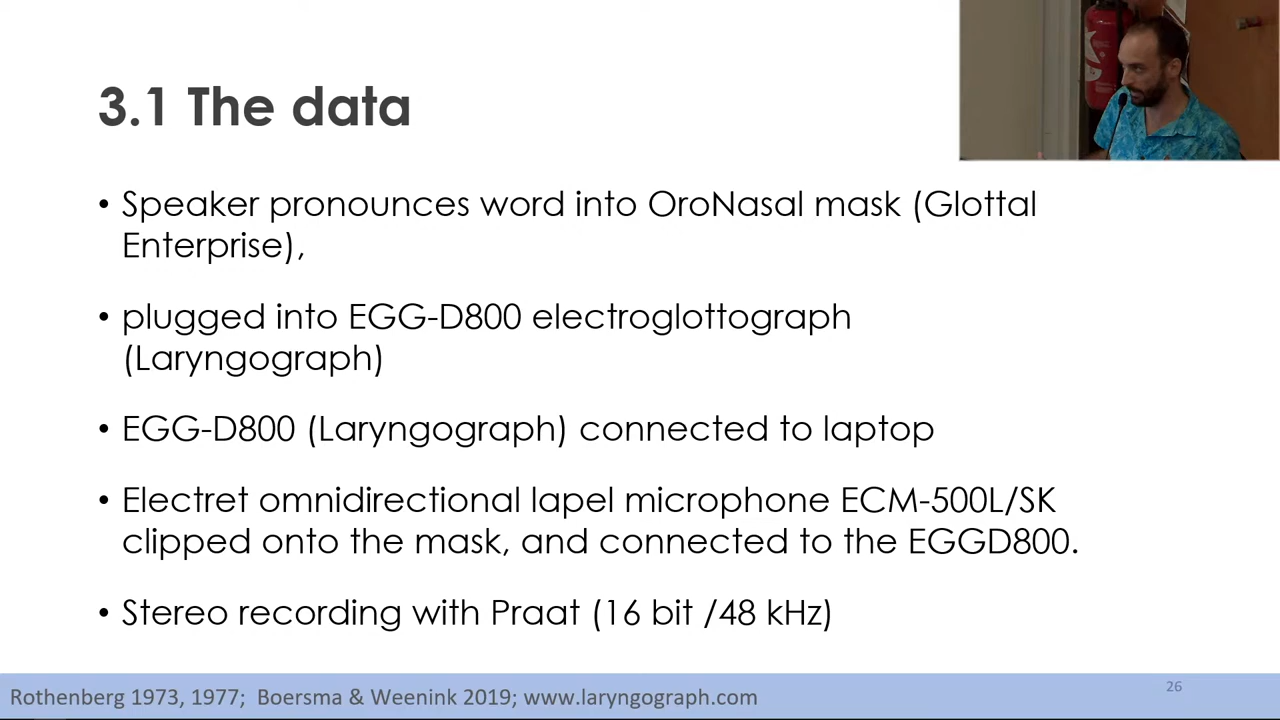 3.1 The data
• Speaker pronounces word into OroNasal mask (Glottal
Enterprise),
• plugged into EGG-D800 electroglottograph
(Laryngograph)
• EGG-D800 (Laryngograph) connected to laptop
• Electret omnidirectional lapel microphone ECM-500L/SK
clipped onto the mask, and connected to the EGGD800.
• Stereo recording with Praat (16 bit /48 kHz)
Rothenberg 1973, 1977; Boersma & Weenink 2019; www.laryngograph.com
26